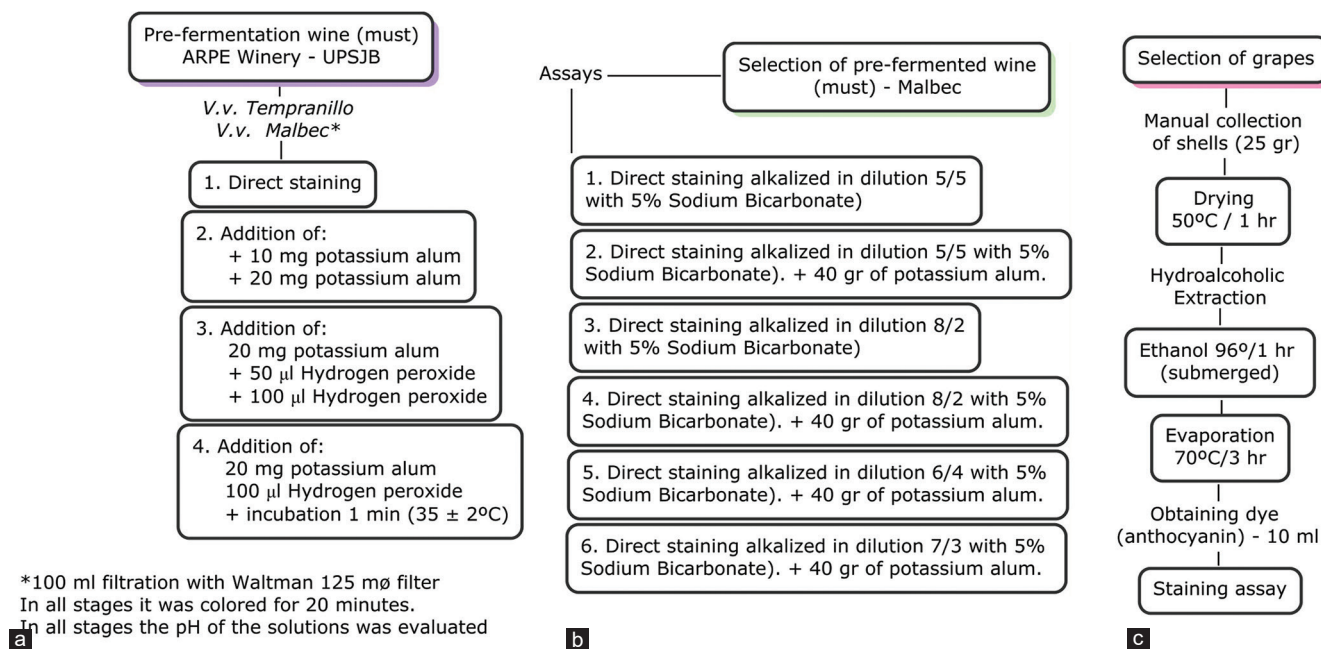 Pre-fermentation wine (must)
ARPE Winery - UPSJB
V.v. Tempranillo
V.v. Malbec*
1. Direct staining
2. Addition of:
+ 10 mg potassium alum
+ 20 mg potassium alum
3. Addition of:
20 mg potassium alum
+ 50 µl Hydrogen peroxide
+ 100 µl Hydrogen peroxide
4. Addition of:
20 mg potassium alum
100 µl Hydrogen peroxide
+ incubation 1 min (35 ± 2ºC)
*100 ml filtration with Waltman 125 mø filter
In all stages it was colored for 20 minutes.
In all stages the pH of the solutions was evaluated
a
Assays
Selection of pre-fermented wine
(must) - Malbec
1. Direct staining alkalized in dilution 5/5
with 5% Sodium Bicarbonate)
2. Direct staining alkalized in dilution 5/5 with 5%
Sodium Bicarbonate). + 40 gr of potassium alum.
3. Direct staining alkalized in dilution 8/2
with 5% Sodium Bicarbonate)
4. Direct staining alkalized in dilution 8/2 with 5%
Sodium Bicarbonate). + 40 gr of potassium alum.
5. Direct staining alkalized in dilution 6/4 with 5%
Sodium Bicarbonate). + 40 gr of potassium alum.
6. Direct staining alkalized in dilution 7/3 with 5%
Sodium Bicarbonate). + 40 gr of potassium alum.
b
Selection of grapes
Manual collection
of shells (25 gr)
Drying
50ºC / 1 hr
Hydroalcoholic
Extraction
Ethanol 96º/1 hr
(submerged)
Evaporation
70ºC/3 hr
Obtaining dye
(anthocyanin) - 10 ml
Staining assay
c